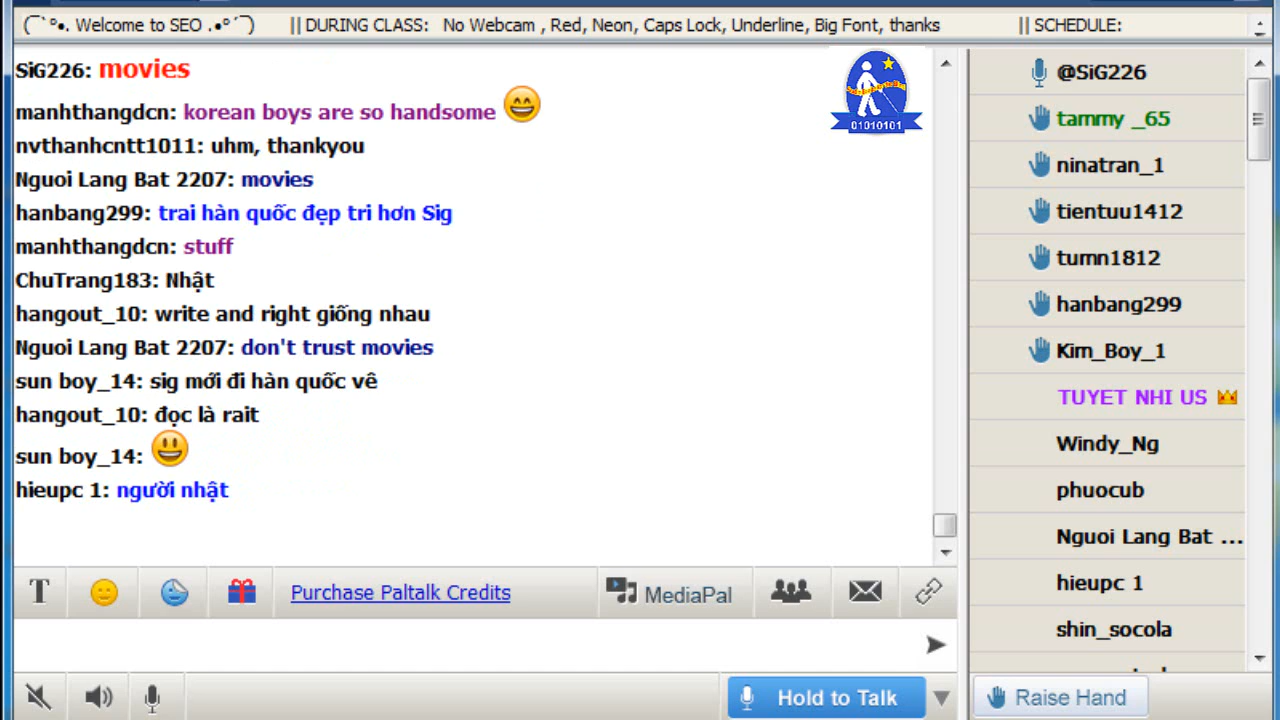 (¯`°•. Welcome to SEO .•°´¯) || DURING CLASS: No Webcam , Red, Neon, Caps Lock, Underline, Big Font, thanks || SCHEDULE:
SiG226: movies
manhthangdcn: korean boys are so handsome
nvthanhcntt1011: uhm, thankyou
Nguoi Lang Bat 2207: movies
hanbang299: trai hàn quốc đẹp tri hơn Sig
manhthangdcn: stuff
ChuTrang183: Nhật
hangout_10: write and right giống nhau
Nguoi Lang Bat 2207: don't trust movies
sun boy_14: sig mới đi hàn quốc vê
hangout_10: đọc là rait
sun boy_14:
hieupc 1: người nhật
01010101
@SiG226
tammy _65
ninatran_1
tientuu1412
tumn1812
hanbang299
Kim_Boy_1
TUYET NHI US
Windy_Ng
phuocub
Nguoi Lang Bat ...
hieupc 1
shin_socola
T
Purchase Paltalk Credits
MediaPal
Hold to Talk
Raise Hand